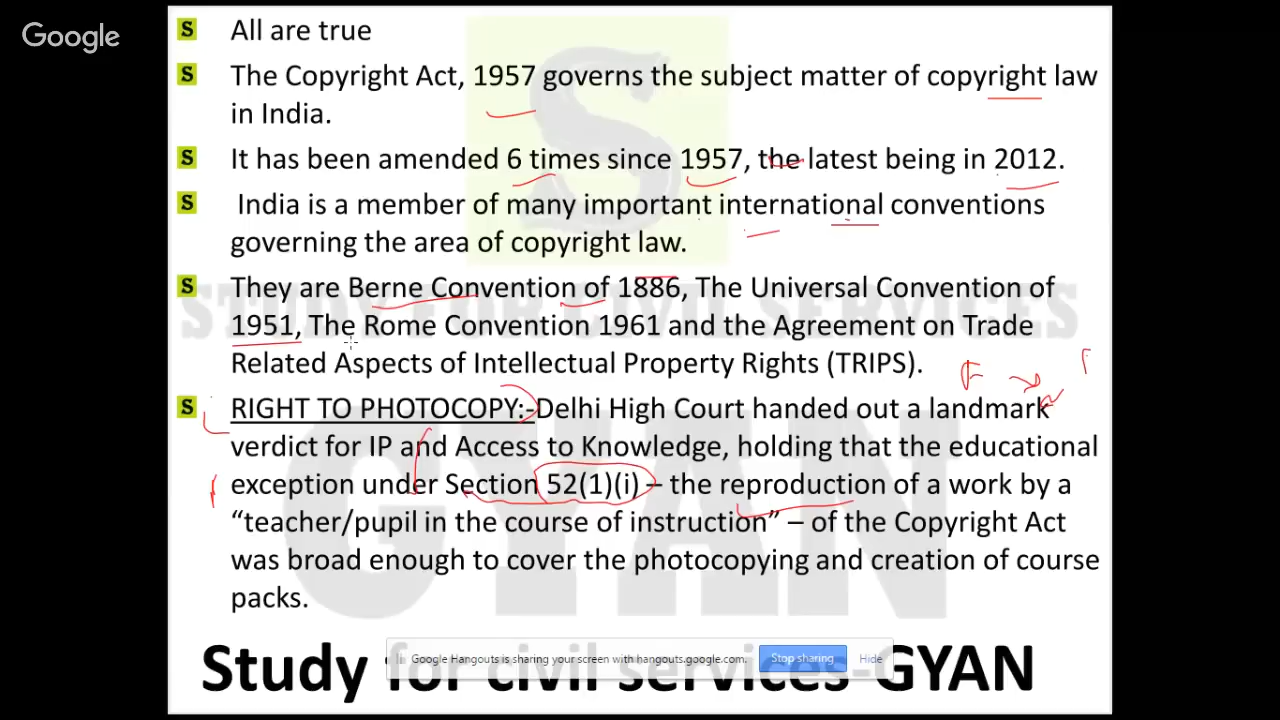 Google
S All are true
S The Copyright Act, 1957 governs the subject matter of copyright law
in India.
S It has been amended 6 times since 1957, the latest being in 2012.
S India is a member of many important international conventions
governing the area of copyright law.
S They are Berne Convention of 1886, The Universal Convention of
1951, The Rome Convention 1961 and the Agreement on Trade
Related Aspects of Intellectual Property Rights (TRIPS).
S RIGHT TO PHOTOCOPY:-Delhi High Court handed out a landmark
verdict for IP and Access to Knowledge, holding that the educational
exception under Section 52(1)(i) – the reproduction of a work by a
“teacher/pupil in the course of instruction” – of the Copyright Act
was broad enough to cover the photocopying and creation of course
packs.
S
STUDY FOR CIVIL SERVICES
GYAN
Study for civil services-GYAN
Google Hangouts is sharing your screen with hangouts.google.com. Stop sharing Hide